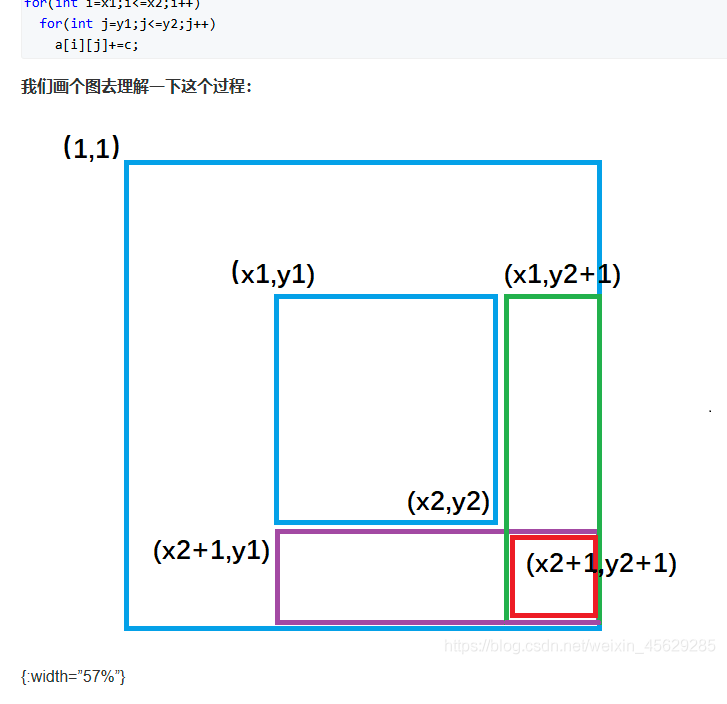 for(int i=x1;i<=x2;i++)
for(int j=y1;j<=y2;j++)
a[i][j]+=c;
我们画个图去理解一下这个过程：
(1,1)
(x1,y1)
(x1,y2+1)
(x2,y2)
(x2+1,y1)
(x2+1,y2+1)
https://blog.csdn.net/weixin_45629285
{:width=”57%”}